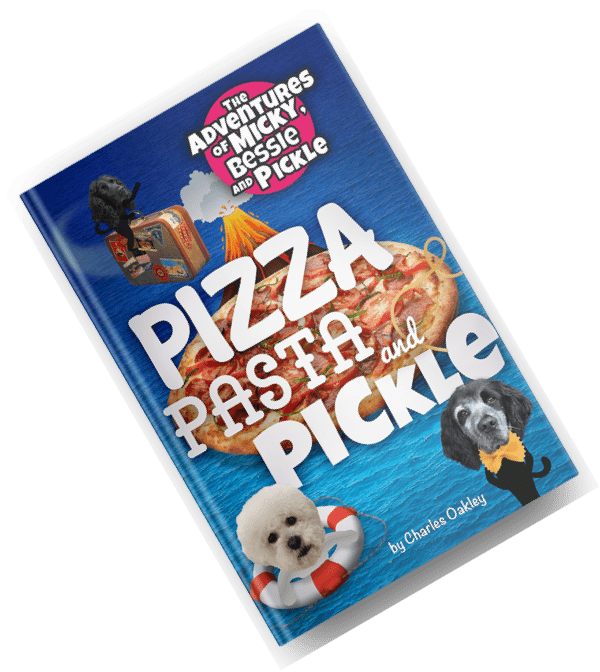 THE
ADVENTURES
OF MICKY,
BESSIE
AND PICKLE
PIZZA
PASTA and
PICKLE
by Charles Oakley